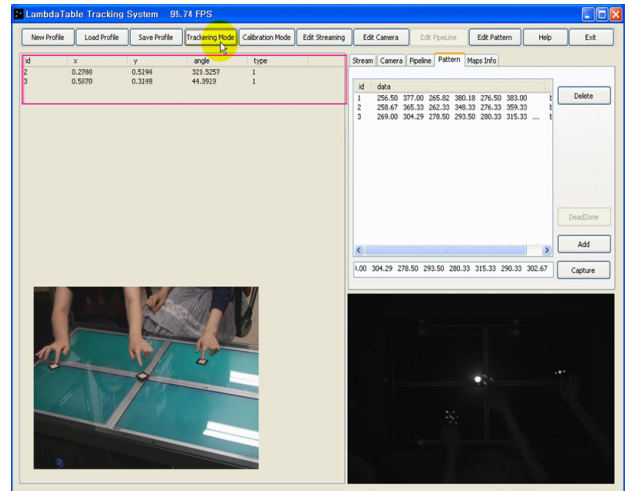 LambdaTable Tracking System 95.74 FPS
New Profile Load Profile Save Profile Trackering Mode Calibration Mode Edit Streaming Edit Camera Edit PipeLine Edit Pattern Help Exit
id x y angle type
2 0.2780 0.5194 321.5257 1
3 0.5870 0.3148 44.8921 1
Stream Camera Pipeline Pattern Maps Info
id data
1 256.50 377.00 265.82 380.18 276.50 383.00
2 258.67 365.33 262.33 348.33 276.33 359.33
3 269.00 304.29 278.50 293.50 280.33 315.33 ...
Delete
DeadZone
Add
.00 304.29 278.50 293.50 280.33 315.33 290.33 302.67
Capture